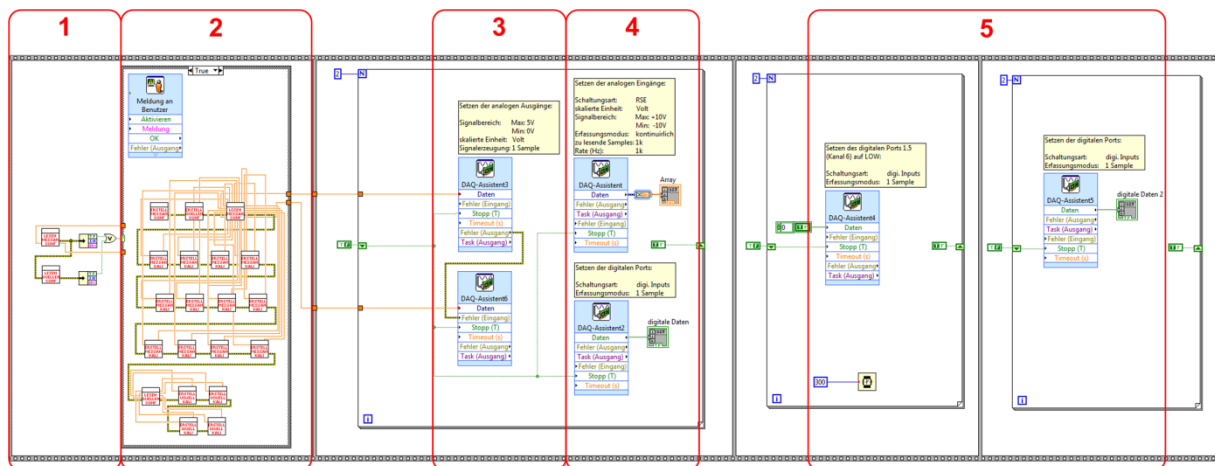 1
2
3
4
5
True
Meldung an
Benutzer
Aktivieren
Meldung
OK
Fehler (Ausgang)
2
N
Setzen der analogen Ausgänge:
Signalbereich: Max: 5V
Min: 0V
skalierte Einheit: Volt
Signalerzeugung: 1 Sample
DAQ-Assistent3
Daten
Fehler (Eingang)
Stopp (T)
Timeout (s)
Fehler (Ausgang)
Task (Ausgang)
DAQ-Assistent6
Daten
Fehler (Eingang)
Stopp (T)
Timeout (s)
Fehler (Ausgang)
Task (Ausgang)
i
Setzen der analogen Eingänge:
Schaltungsart: RSE
skalierte Einheit: Volt
Signalbereich: Max: +10V
Min: -10V
Erfassungsmodus: kontinuirlich
zu lesende Samples: 1k
Rate (Hz): 1k
DAQ-Assistent
Daten
Fehler (Ausgang)
Task (Ausgang)
Fehler (Eingang)
Stopp (T)
Timeout (s)
Array
Setzen der digitalen Ports:
Schaltungsart: digi. Inputs
Erfassungsmodus: 1 Sample
DAQ-Assistent2
Daten
Fehler (Ausgang)
Task (Ausgang)
Fehler (Eingang)
Stopp (T)
Timeout (s)
digitale Daten
2
N
Setzen des digitalen Ports 1.5
(Kanal 6) auf LOW:
Schaltungsart: digi. Inputs
Erfassungsmodus: 1 Sample
DAQ-Assistent4
Daten
Fehler (Eingang)
Stopp (T)
Timeout (s)
Fehler (Ausgang)
Task (Ausgang)
0
300
i
2
N
Setzen der digitalen Ports:
Schaltungsart: digi. Inputs
Erfassungsmodus: 1 Sample
DAQ-Assistent5
Daten
Fehler (Ausgang)
Task (Ausgang)
Fehler (Eingang)
Stopp (T)
Timeout (s)
digitale Daten 2
i